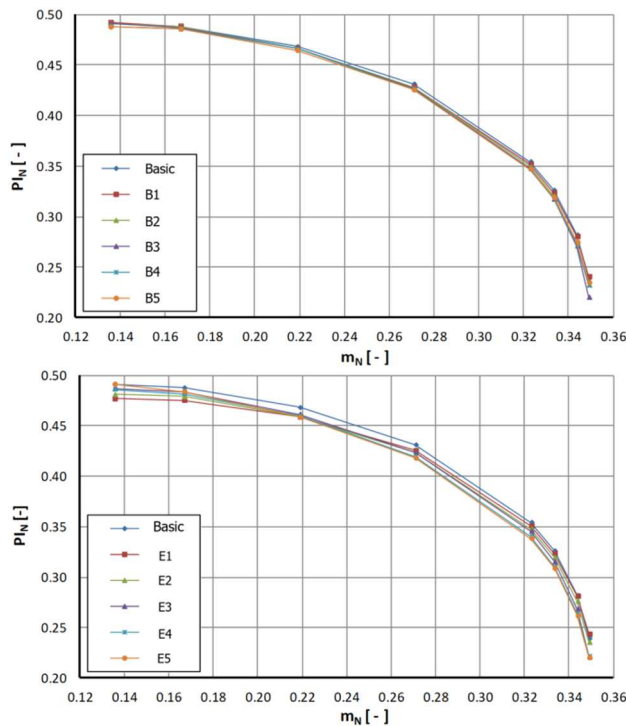 0.50
0.45
0.40
0.35
0.30
0.25
0.20
PI_N [ - ]
Basic
B1
B2
B3
B4
B5
0.12 0.14 0.16 0.18 0.20 0.22 0.24 0.26 0.28 0.30 0.32 0.34 0.36
m_N [ - ]
0.50
0.45
0.40
0.35
0.30
0.25
0.20
PI_N [-]
Basic
E1
E2
E3
E4
E5
0.12 0.14 0.16 0.18 0.20 0.22 0.24 0.26 0.28 0.30 0.32 0.34 0.36
m_N [ - ]